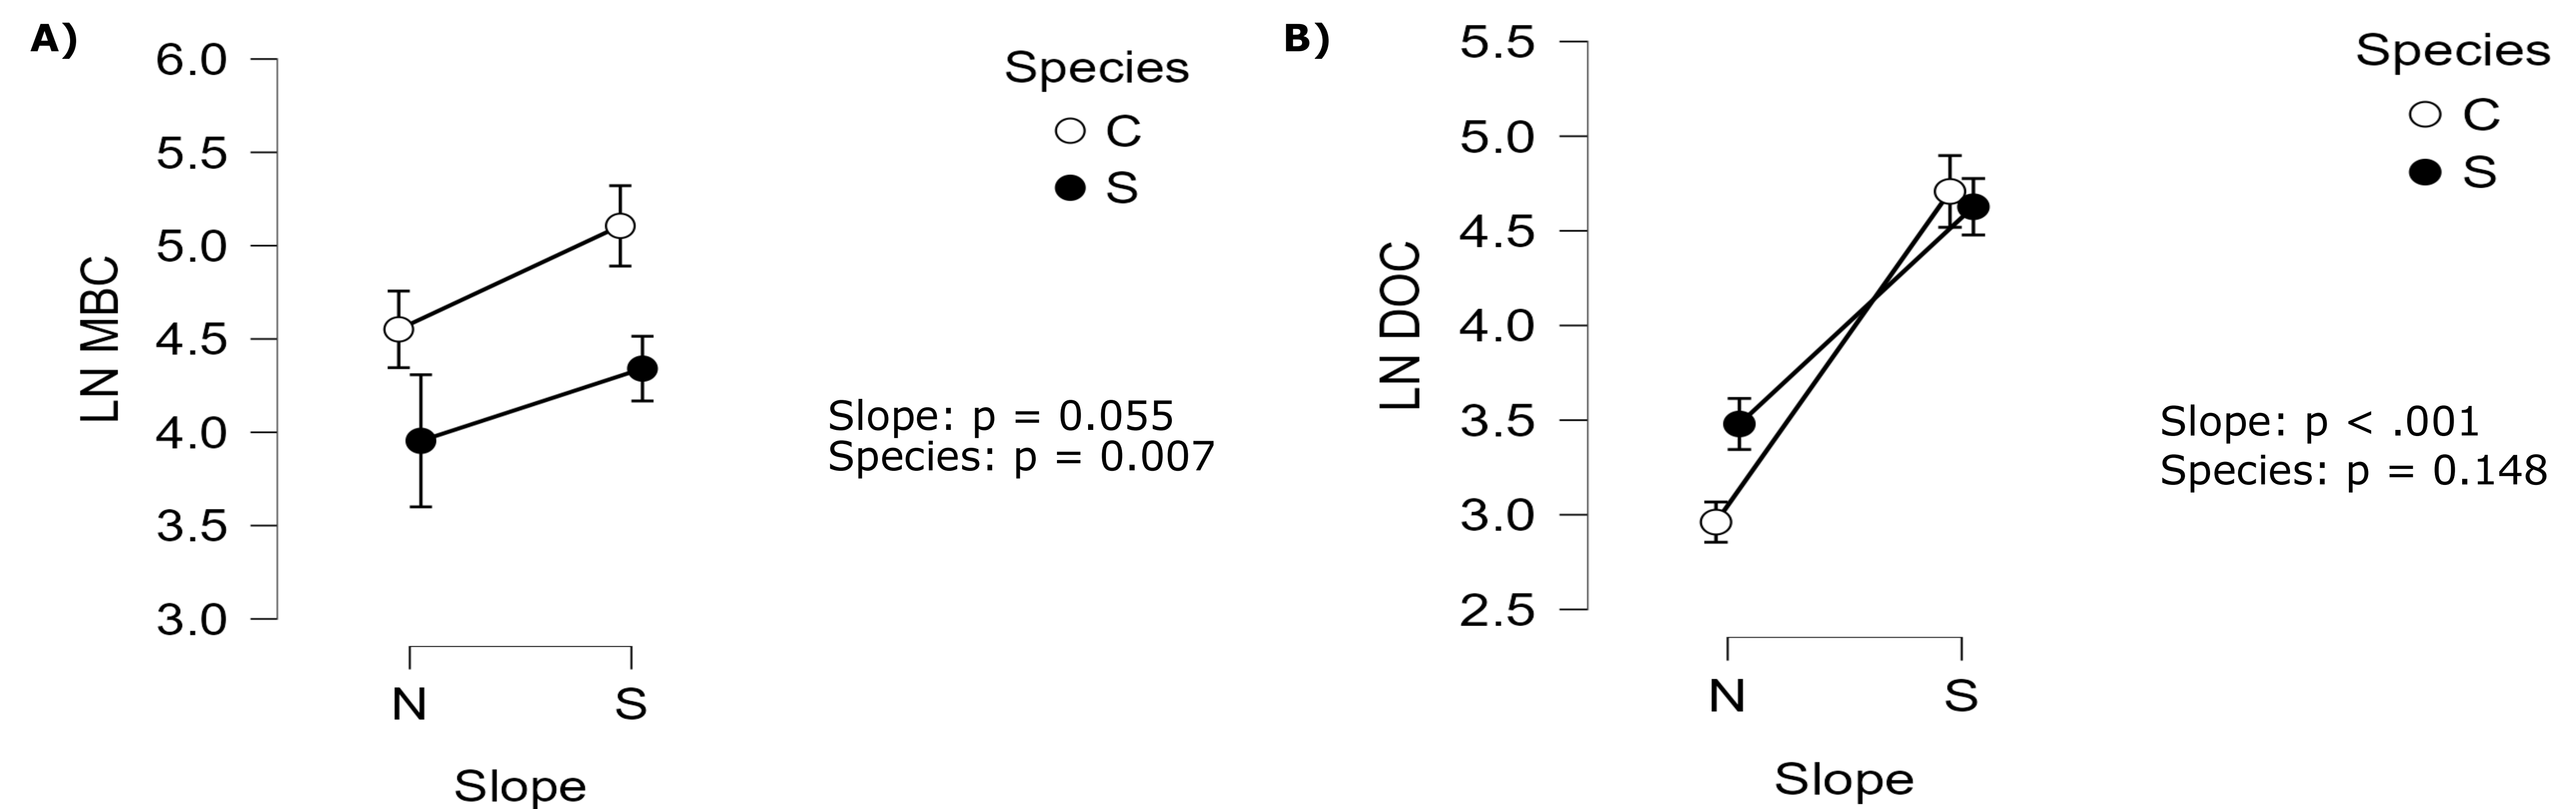 A)
6.0
5.5
5.0
4.5
4.0
3.5
3.0
LN MBC
N S
Slope
Species
C
S
Slope: p = 0.055
Species: p = 0.007
B)
5.5
5.0
4.5
4.0
3.5
3.0
2.5
LN DOC
N S
Slope
Species
C
S
Slope: p < .001
Species: p = 0.148